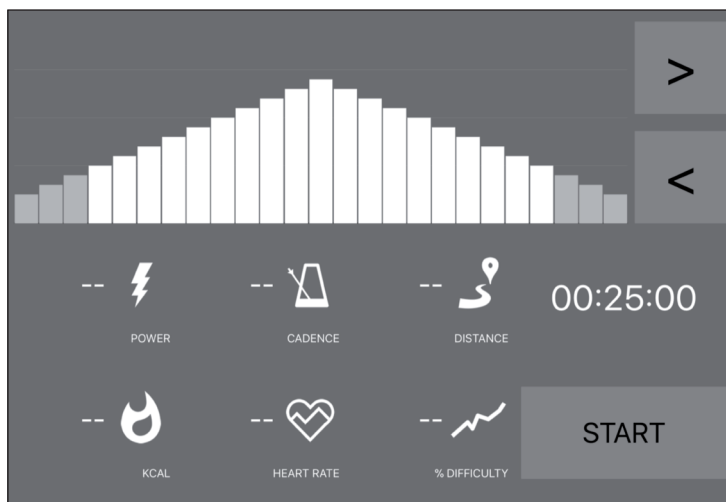 >
<
--
--
--
00:25:00
POWER
CADENCE
DISTANCE
--
--
--
START
KCAL
HEART RATE
% DIFFICULTY